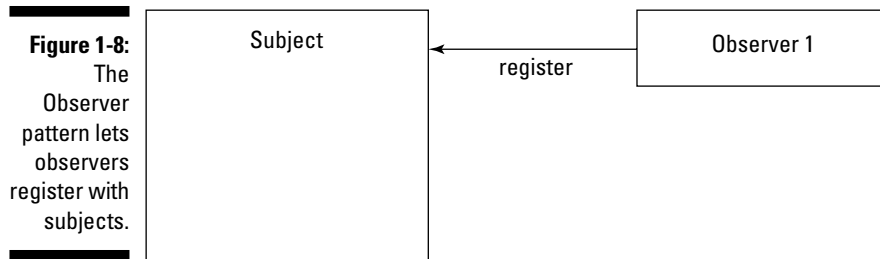 Figure 1-8:
The
Observer
pattern lets
observers
register with
subjects.
Subject
register
Observer 1